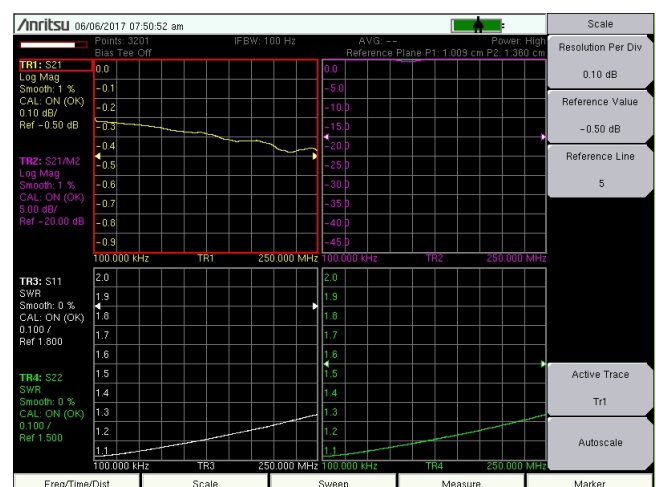 Anritsu 06/06/2017 07:50:52 am
Scale
Points: 3201 IFBW: 100 Hz AVG: -- Power: High
Bias Tee Off Reference Plane P1: 1.009 cm P2: 1.360 cm
Resolution Per Div
0.10 dB
Reference Value
-0.50 dB
Reference Line
5
Active Trace
Tr1
Autoscale
TR1: S21
Log Mag
Smooth: 1 %
CAL: ON (OK)
0.10 dB/
Ref -0.50 dB
0.0
-0.1
-0.2
-0.3
-0.4
-0.5
-0.6
-0.7
-0.8
-0.9
100.000 kHz TR1 250.000 MHz
TR2: S21/M2
Log Mag
Smooth: 1 %
CAL: ON (OK)
5.00 dB/
Ref -20.00 dB
0.0
-5.0
-10.0
-15.0
-20.0
-25.0
-30.0
-35.0
-40.0
-45.0
100.000 kHz TR2 250.000 MHz
TR3: S11
SWR
Smooth: 0 %
CAL: ON (OK)
0.100 /
Ref 1.800
2.0
1.9
1.8
1.7
1.6
1.5
1.4
1.3
1.2
1.1
100.000 kHz TR3 250.000 MHz
TR4: S22
SWR
Smooth: 0 %
CAL: ON (OK)
0.100 /
Ref 1.500
2.0
1.9
1.8
1.7
1.6
1.5
1.4
1.3
1.2
1.1
100.000 kHz TR4 250.000 MHz
Freq/Time/Dist Scale Sweep Measure Marker